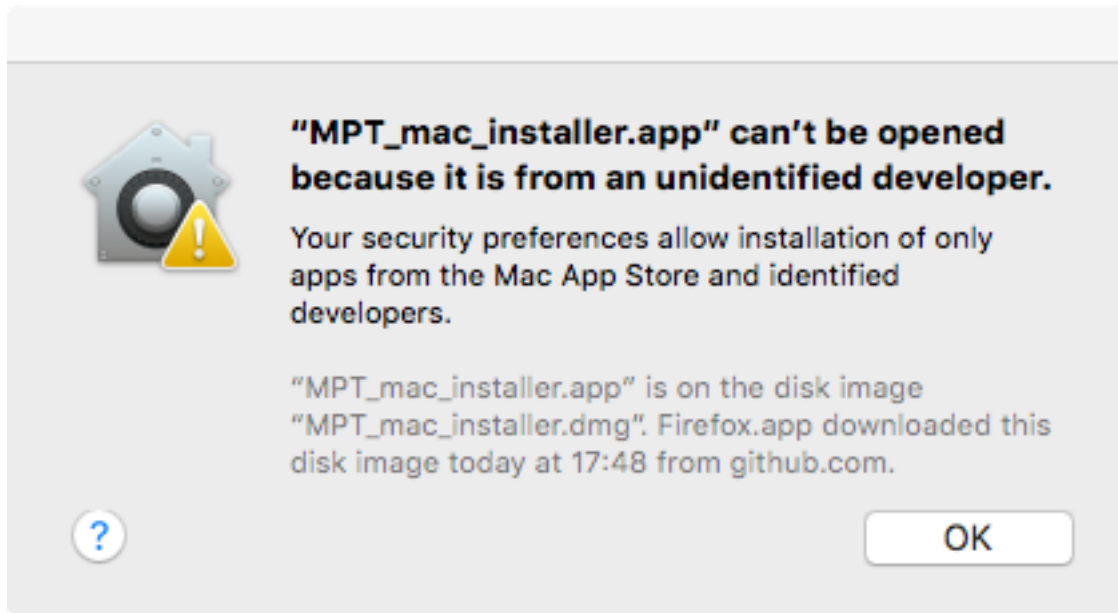 “MPT_mac_installer.app” can’t be opened
because it is from an unidentified developer.
Your security preferences allow installation of only
apps from the Mac App Store and identified
developers.
“MPT_mac_installer.app” is on the disk image
“MPT_mac_installer.dmg”. Firefox.app downloaded this
disk image today at 17:48 from github.com.
?
OK